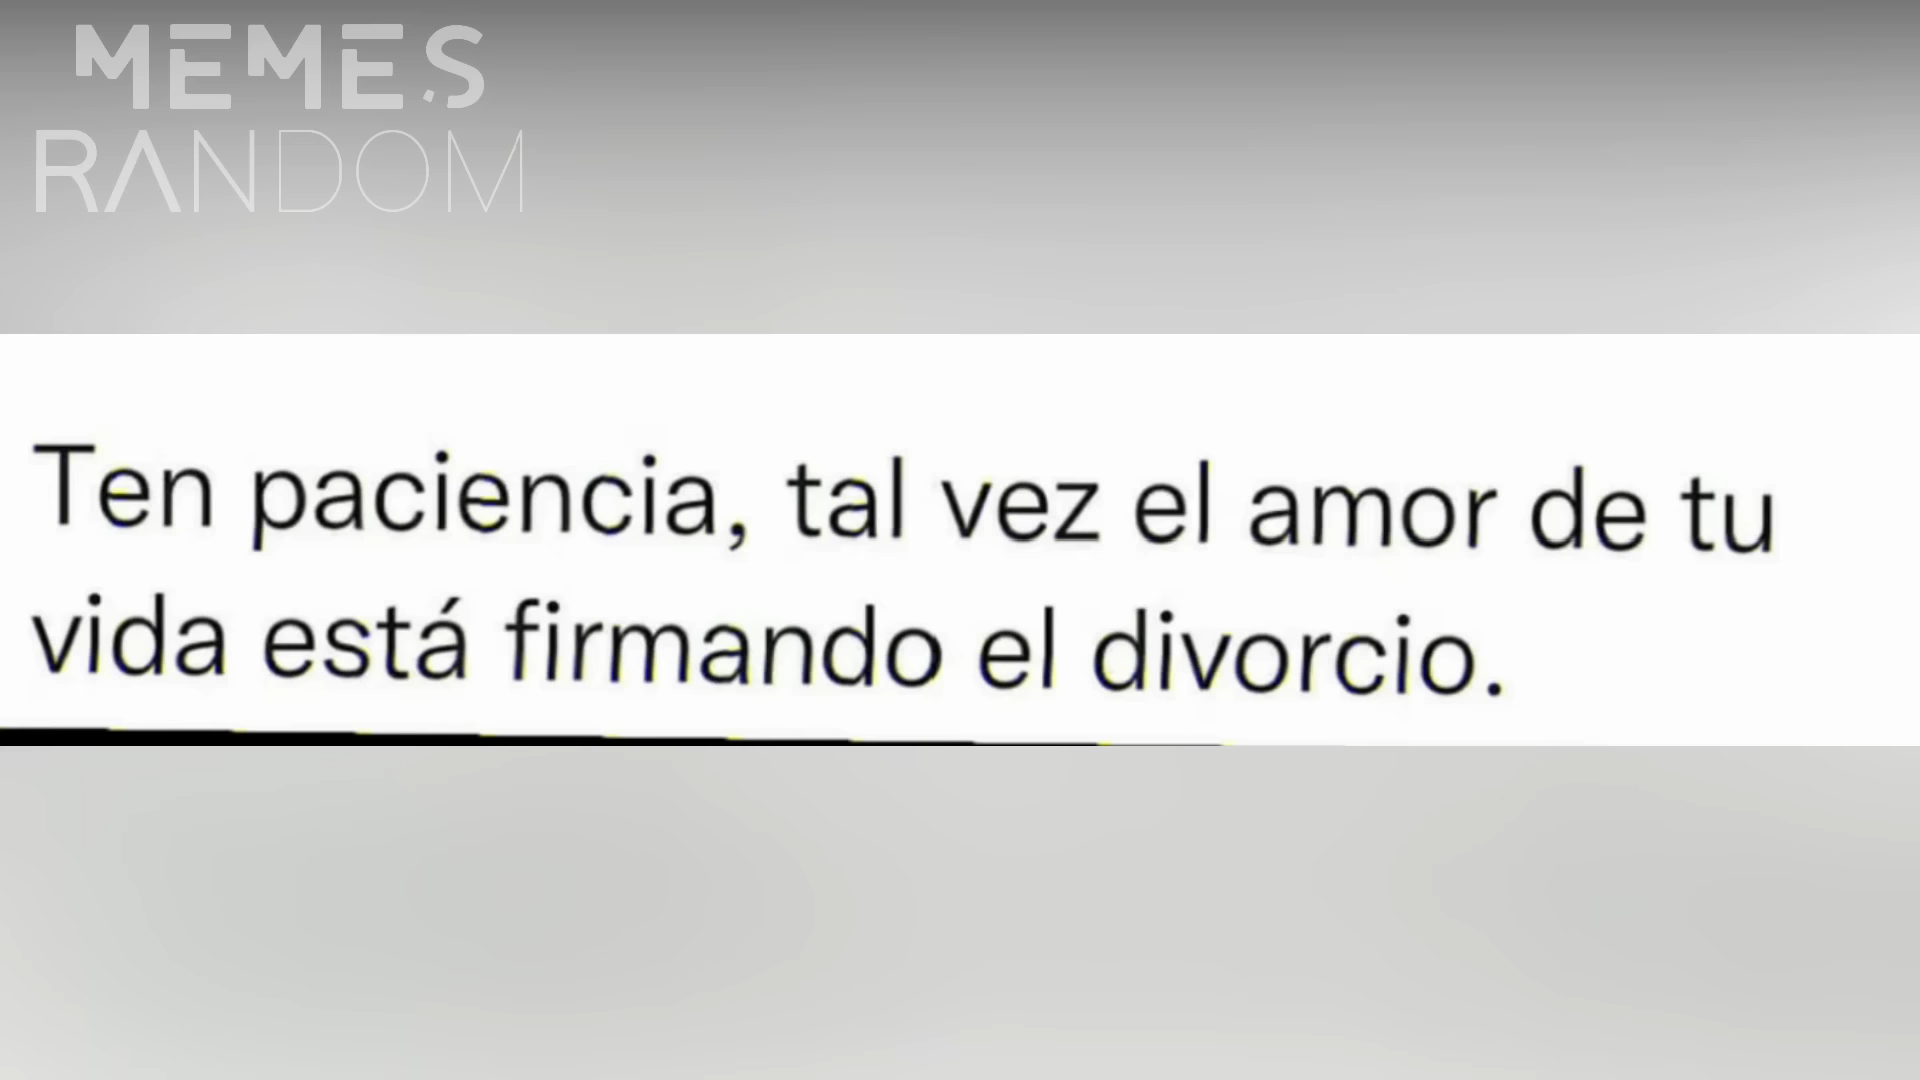 MEMES
RANDOM
Ten paciencia, tal vez el amor de tu
vida está firmando el divorcio.